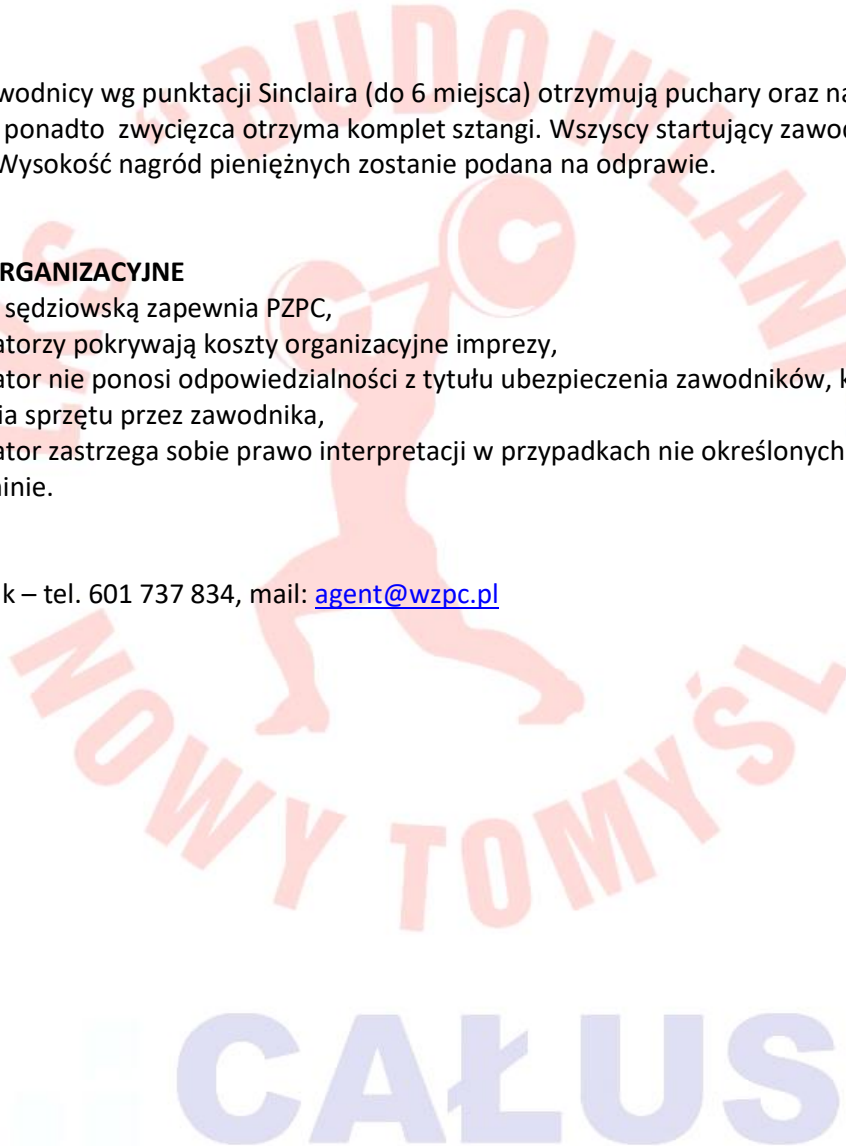 wodnicy wg punktacji Sinclaira (do 6 miejsca) otrzymują puchary oraz na
ponadto zwycięzca otrzyma komplet sztangi. Wszyscy startujący zawod
Wysokość nagród pieniężnych zostanie podana na odprawie.
RGANIZACYJNE
sędziowską zapewnia PZPC,
atorzy pokrywają koszty organizacyjne imprezy,
ator nie ponosi odpowiedzialności z tytułu ubezpieczenia zawodników, k
ia sprzętu przez zawodnika,
ator zastrzega sobie prawo interpretacji w przypadkach nie określonych
inie.
k – tel. 601 737 834, mail: agent@wzpc.pl
LKS "BUDOWLANI
NOWY TOMYŚL
CAŁUS